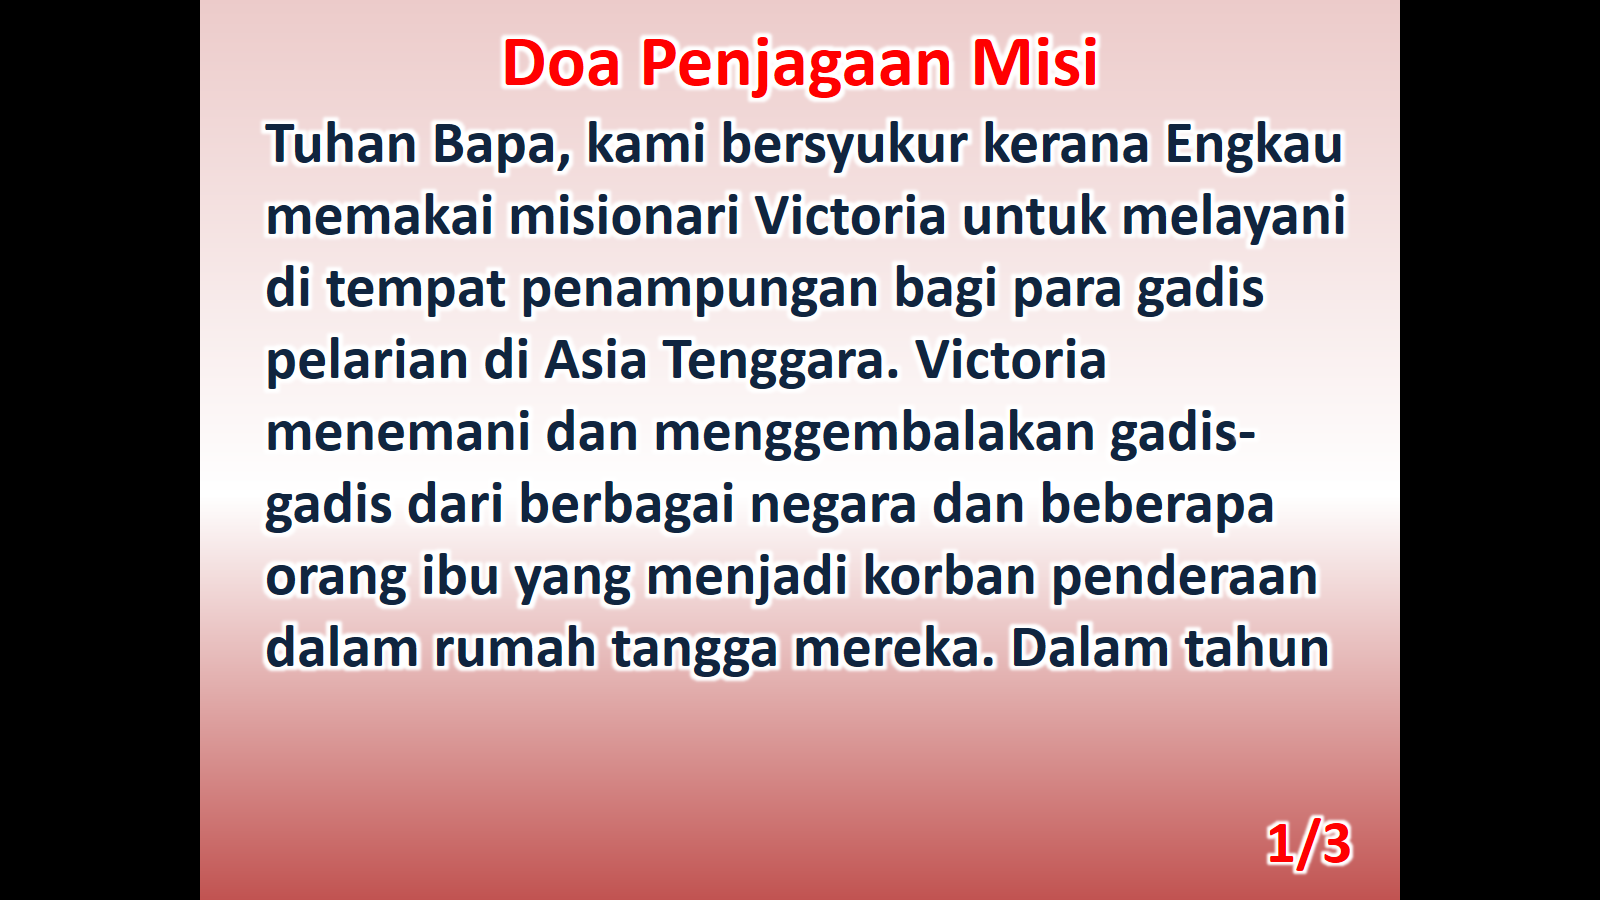 Doa Penjagaan Misi
Tuhan Bapa, kami bersyukur kerana Engkau
memakai misionari Victoria untuk melayani
di tempat penampungan bagi para gadis
pelarian di Asia Tenggara. Victoria
menemani dan menggembalakan gadis-
gadis dari berbagai negara dan beberapa
orang ibu yang menjadi korban penderaan
dalam rumah tangga mereka. Dalam tahun
1/3